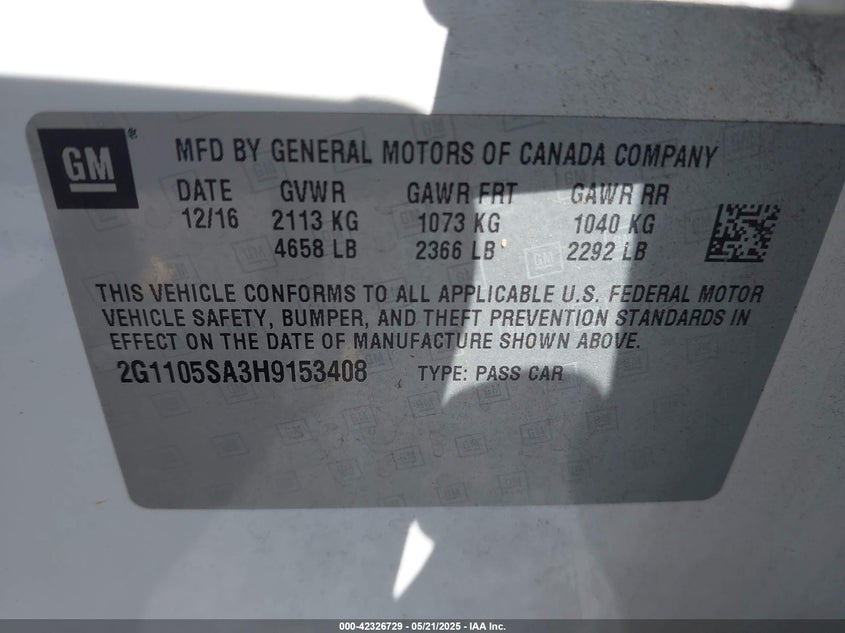 GM
MFD BY GENERAL MOTORS OF CANADA COMPANY
DATE GVWR GAWR FRT GAWR RR
12/16 2113 KG 1073 KG 1040 KG
4658 LB 2366 LB 2292 LB
THIS VEHICLE CONFORMS TO ALL APPLICABLE U.S. FEDERAL MOTOR
VEHICLE SAFETY, BUMPER, AND THEFT PREVENTION STANDARDS IN
EFFECT ON THE DATE OF MANUFACTURE SHOWN ABOVE.
2G1105SA3H9153408 TYPE: PASS CAR
000-42326729 - 05/21/2025 - IAA Inc.